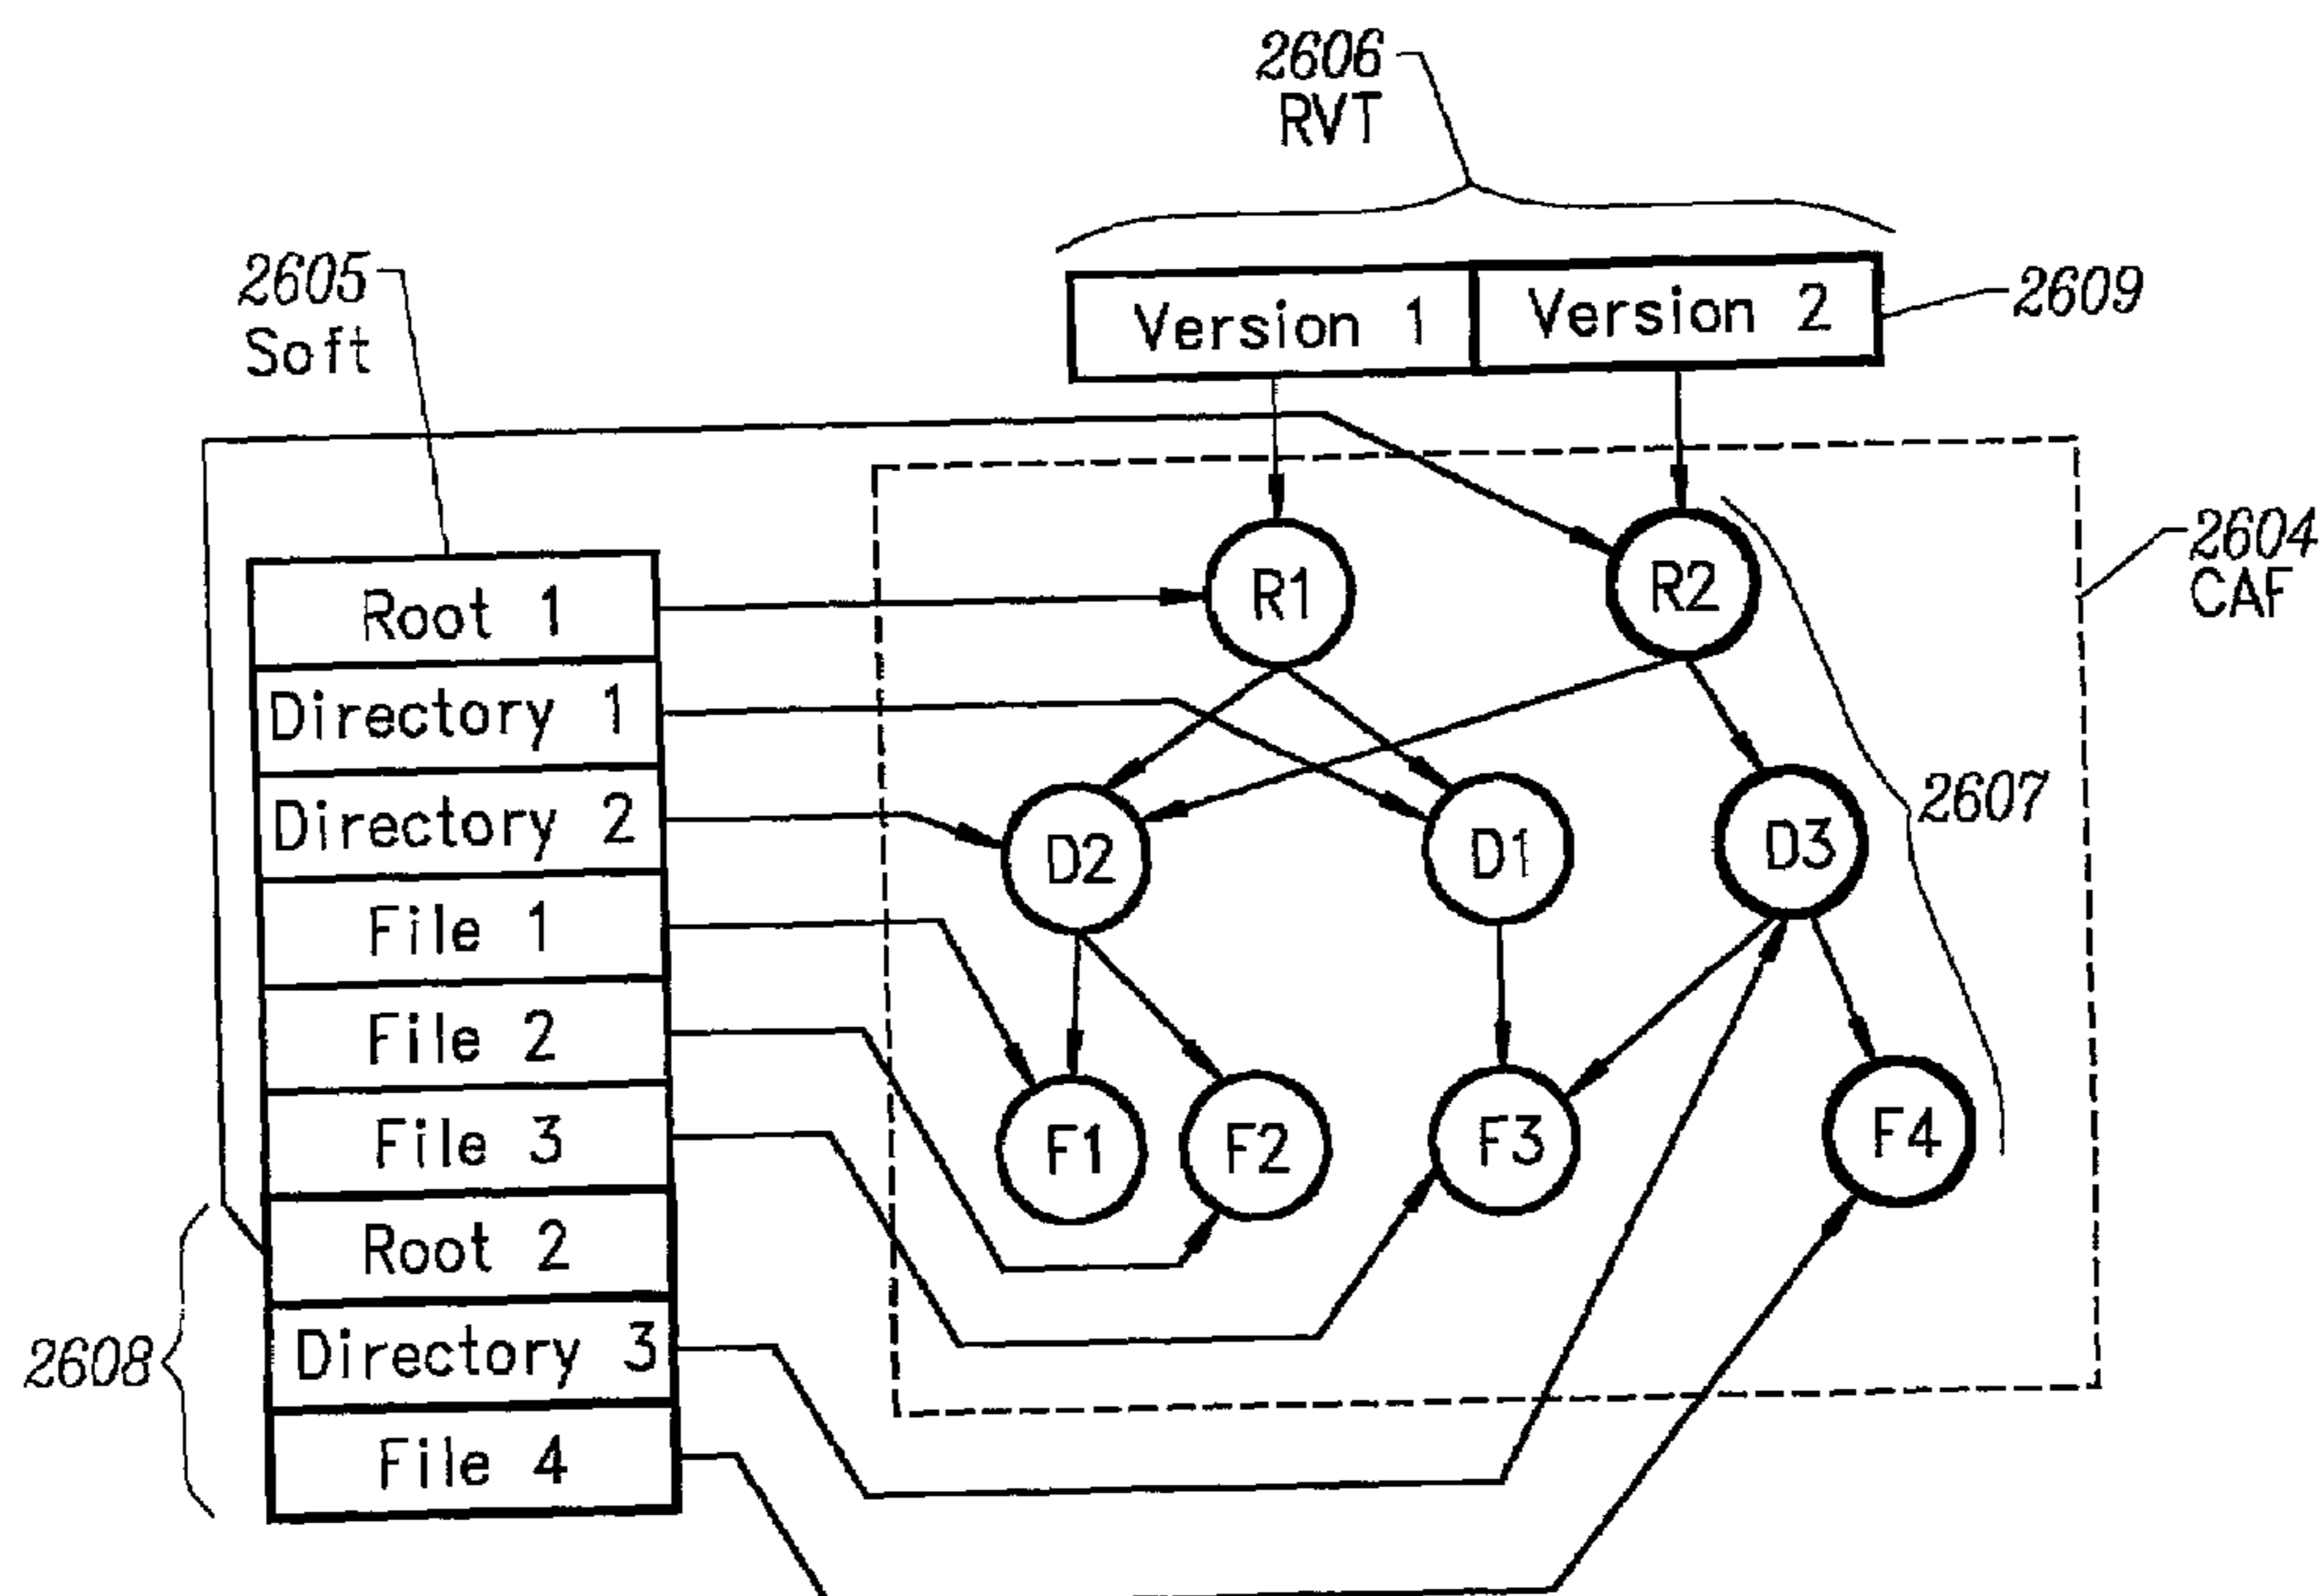 2606
RVT
2605
Soft
Version 1
Version 2
2609
2604
CAF
Root 1
R1
R2
Directory 1
Directory 2
D2
D1
D3
2607
File 1
File 2
File 3
F1
F2
F3
F4
Root 2
2608
Directory 3
File 4